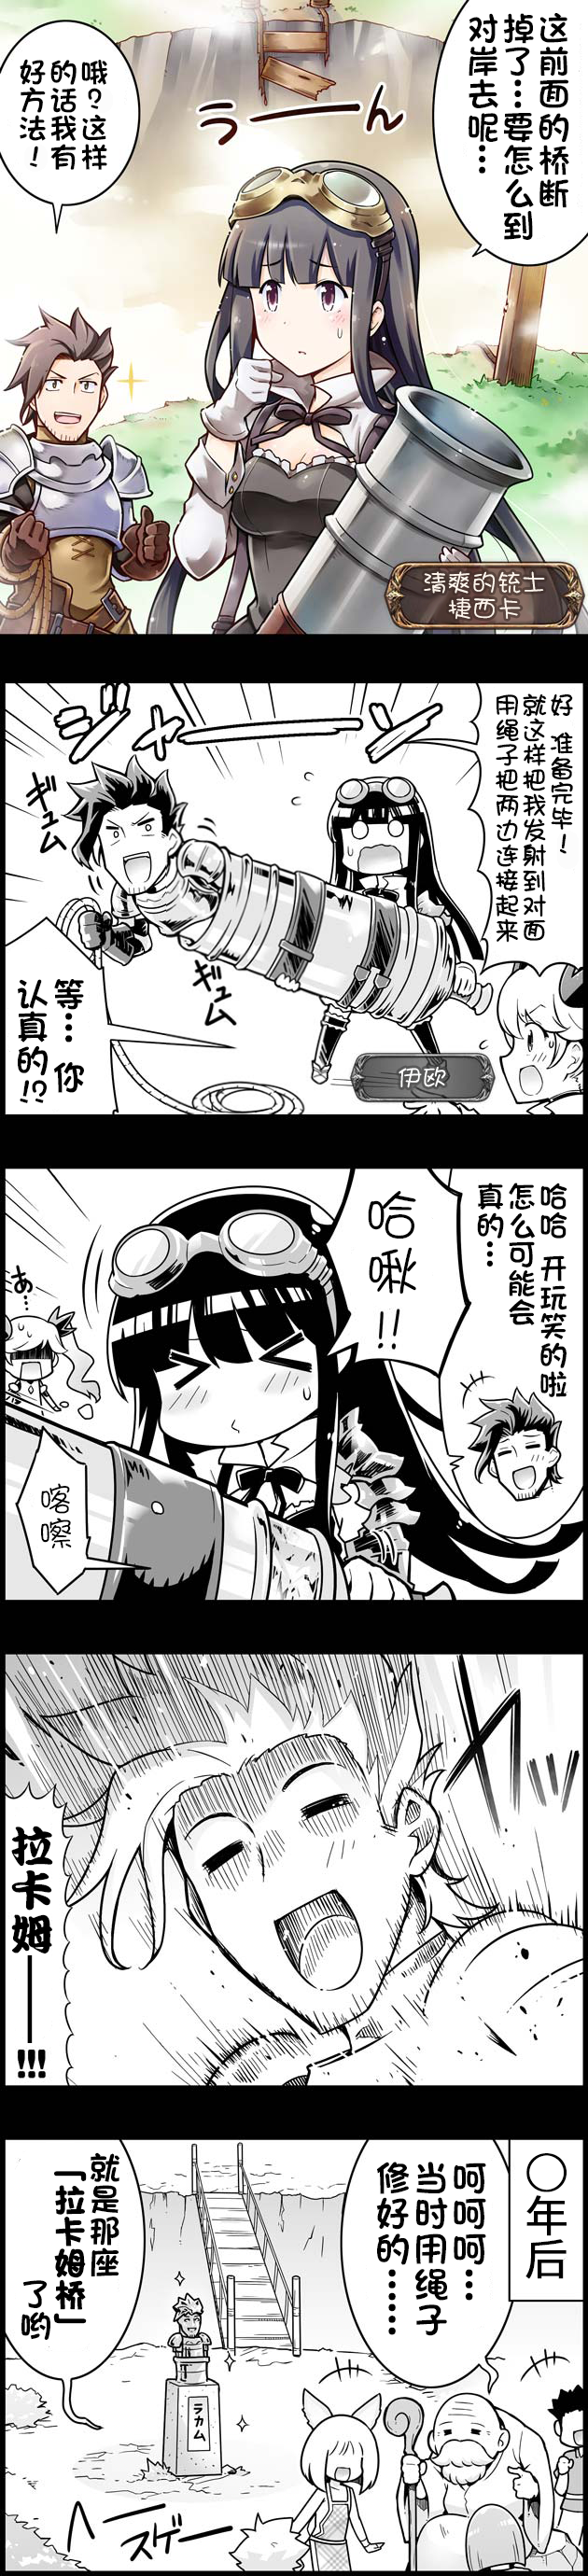 这前面的桥断
掉了…要怎么到
对岸去呢…
哦？这样
的话我有
好方法！
うーーん
清爽的铳士
捷西卡
好 准备完毕！
就这样把我发射到对面
用绳子把两边连接起来
ジャーーーン
ギュム
ギュム
等… 你
认真的!?
伊欧
哈哈 开玩笑的啦
怎么可能会
真的…
哈
啾
!!
あ…
喀
嚓
拉卡姆——!!!
〇年后
呵呵呵…
当时用绳子
修好的………
就是那座
「拉卡姆桥」
了哟
ラカム
へー
スゲー